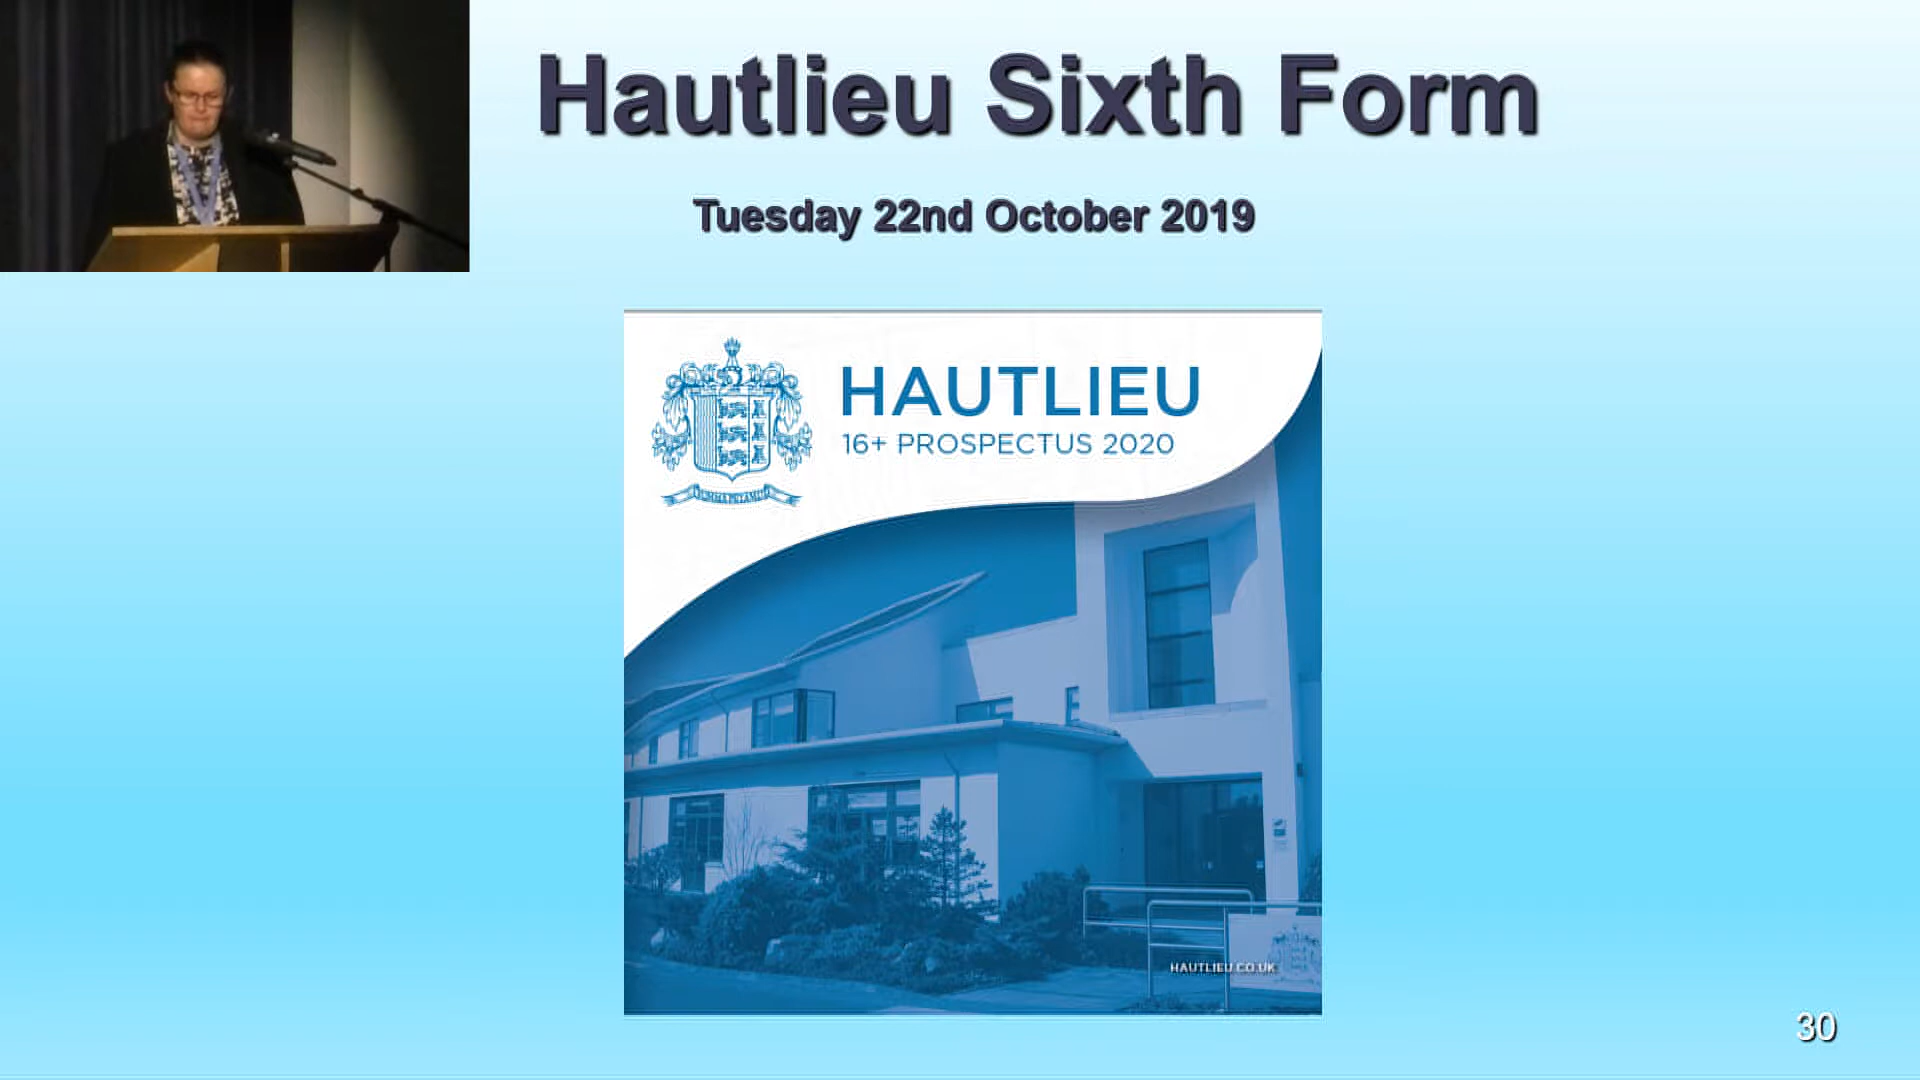 Hautlieu Sixth Form
Tuesday 22nd October 2019
HAUTLIEU
16+ PROSPECTUS 2020
HAUTLIEU.CO.UK
30